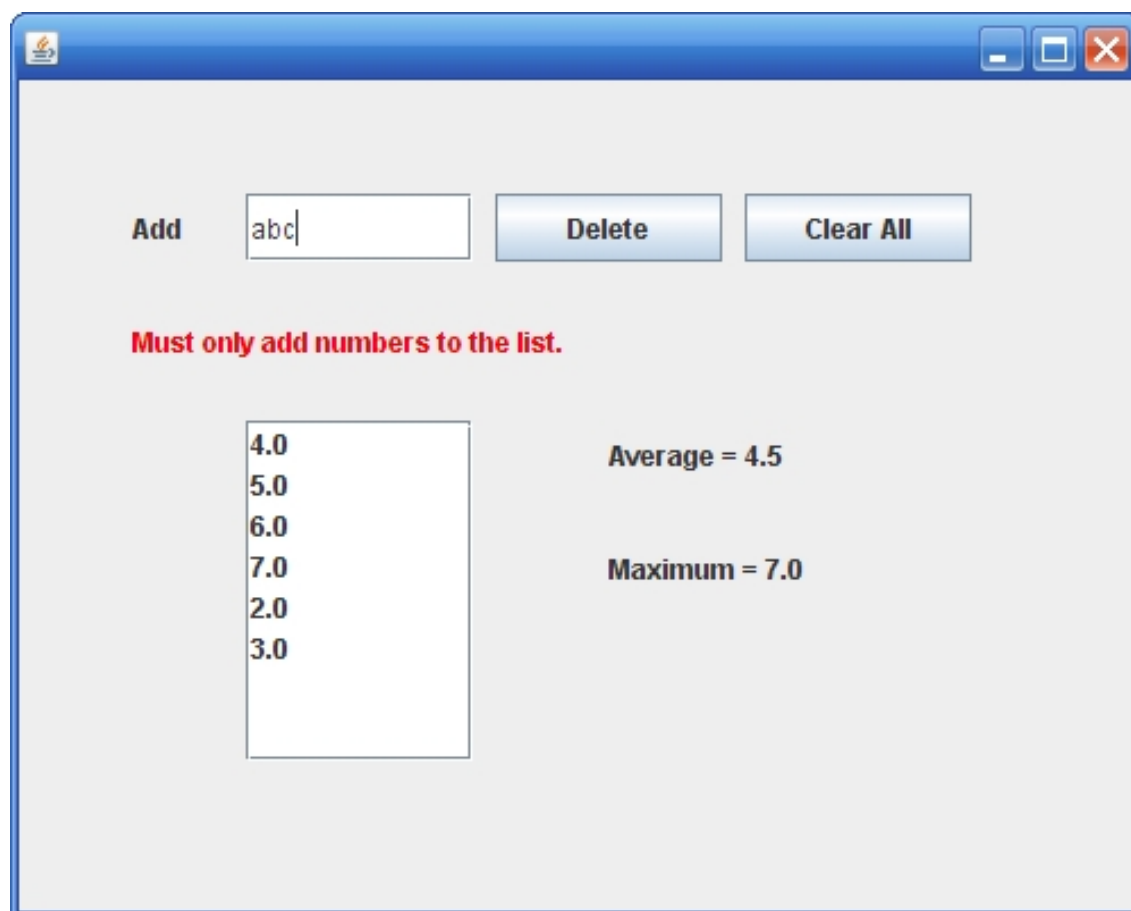 Add abc Delete Clear All
Must only add numbers to the list.
4.0
5.0
6.0
7.0
2.0
3.0
Average = 4.5
Maximum = 7.0